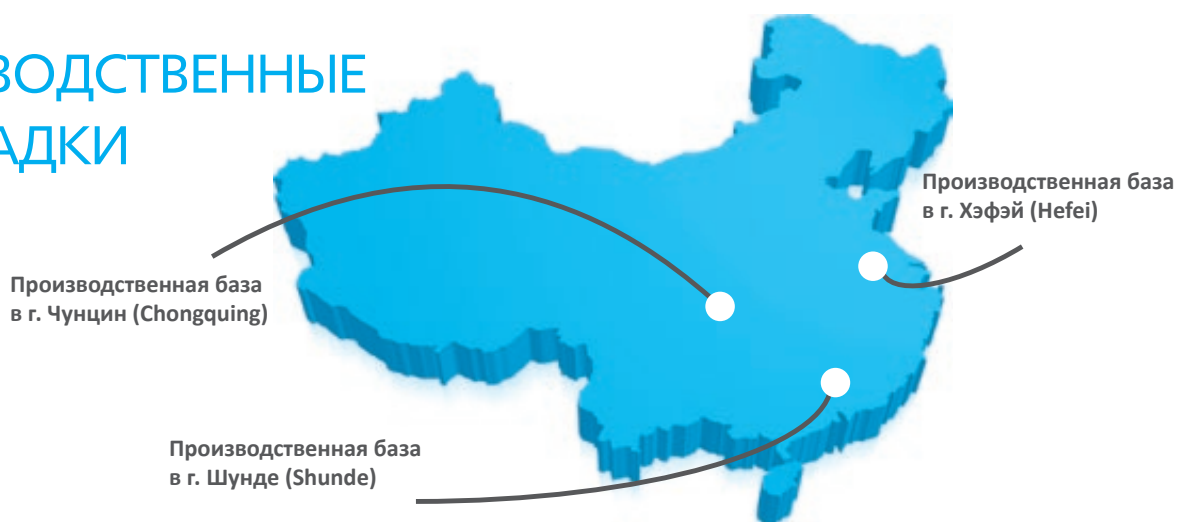 ВОДСТВЕННЫЕ
АДКИ
Производственная база
в г. Хэфэй (Hefei)
Производственная база
в г. Чунцин (Chongquing)
Производственная база
в г. Шунде (Shunde)